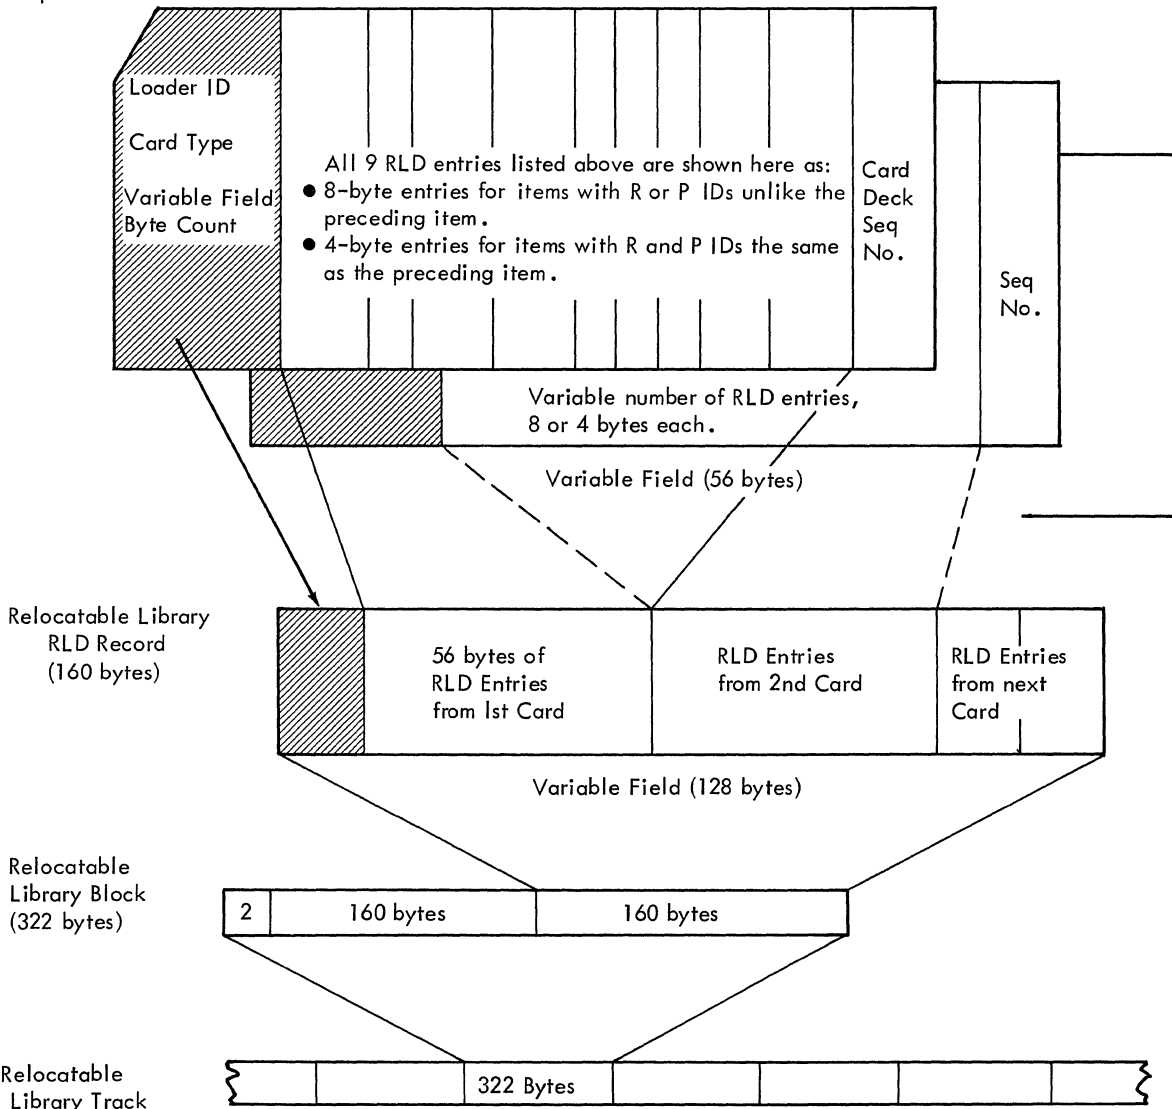 Loader ID
Card Type
Variable Field
Byte Count
All 9 RLD entries listed above are shown here as:
● 8-byte entries for items with R or P IDs unlike the
preceding item.
● 4-byte entries for items with R and P IDs the same
as the preceding item.
Card
Deck
Seq
No.
Seq
No.
Variable number of RLD entries,
8 or 4 bytes each.
Variable Field (56 bytes)
Relocatable Library
RLD Record
(160 bytes)
56 bytes of
RLD Entries
from 1st Card
RLD Entries
from 2nd Card
RLD Entries
from next
Card
Variable Field (128 bytes)
Relocatable
Library Block
(322 bytes)
2
160 bytes
160 bytes
Relocatable
Library Track
322 Bytes